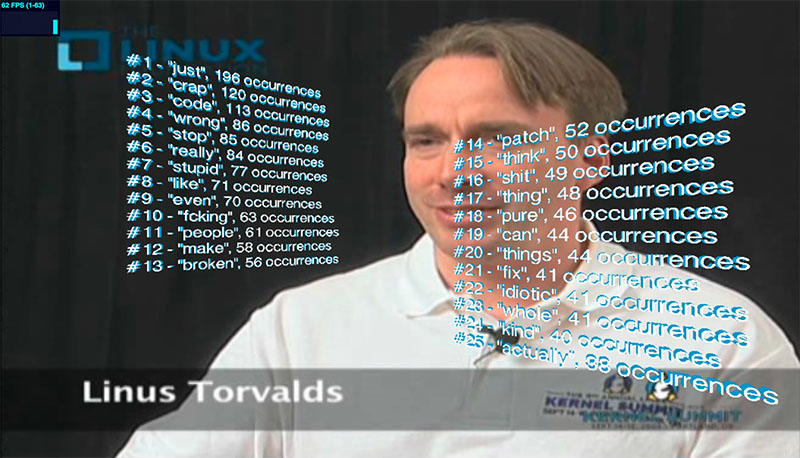 62 FPS (1-63)
THE
LINUX
#1 - "just", 196 occurrences
#2 - "crap", 120 occurrences
#3 - "code", 113 occurrences
#4 - "wrong", 86 occurrences
#5 - "stop", 85 occurrences
#6 - "really", 84 occurrences
#7 - "stupid", 77 occurrences
#8 - "like", 71 occurrences
#9 - "even", 70 occurrences
#10 - "fcking", 63 occurrences
#11 - "people", 61 occurrences
#12 - "make", 58 occurrences
#13 - "broken", 56 occurrences
#14 - "patch", 52 occurrences
#15 - "think", 50 occurrences
#16 - "shit", 49 occurrences
#17 - "thing", 48 occurrences
#18 - "pure", 46 occurrences
#19 - "can", 44 occurrences
#20 - "things", 44 occurrences
#21 - "fix", 41 occurrences
#22 - "idiotic", 41 occurrences
#23 - "whole", 41 occurrences
#24 - "kind", 40 occurrences
#25 - "actually", 38 occurrences
Linus Torvalds
KERNEL SUMMIT
KERNEL SUMMIT